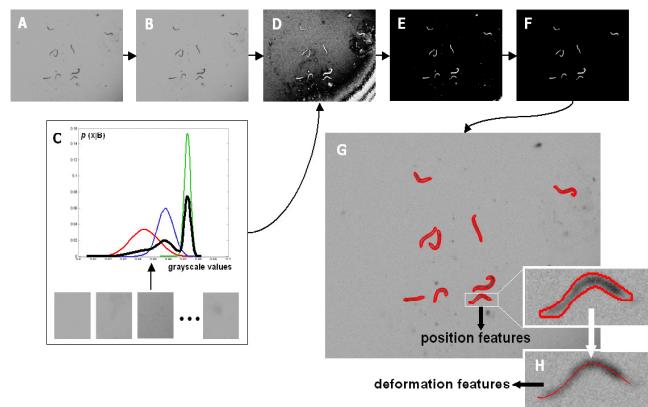 A
B
D
E
F
C
p (x|B)
grayscale values
G
position features
H
deformation features